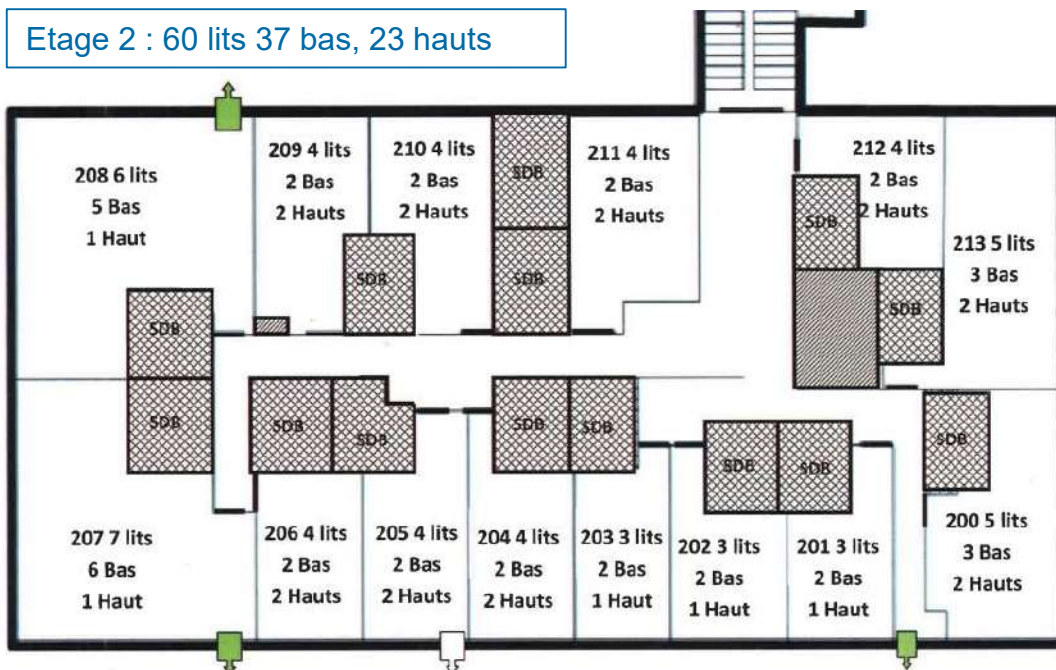 Etage 2 : 60 lits 37 bas, 23 hauts
208 6 lits
5 Bas
1 Haut
209 4 lits
2 Bas
2 Hauts
210 4 lits
2 Bas
2 Hauts
SDB
211 4 lits
2 Bas
2 Hauts
212 4 lits
2 Bas
2 Hauts
SDB
213 5 lits
3 Bas
2 Hauts
SDB
SDB
SDB
SDB
SDB
SDB
SDB
SDB
SDB
SDB
SDB
SDB
SDB
207 7 lits
6 Bas
1 Haut
206 4 lits
2 Bas
2 Hauts
205 4 lits
2 Bas
2 Hauts
204 4 lits
2 Bas
2 Hauts
203 3 lits
2 Bas
1 Haut
202 3 lits
2 Bas
1 Haut
201 3 lits
2 Bas
1 Haut
200 5 lits
3 Bas
2 Hauts